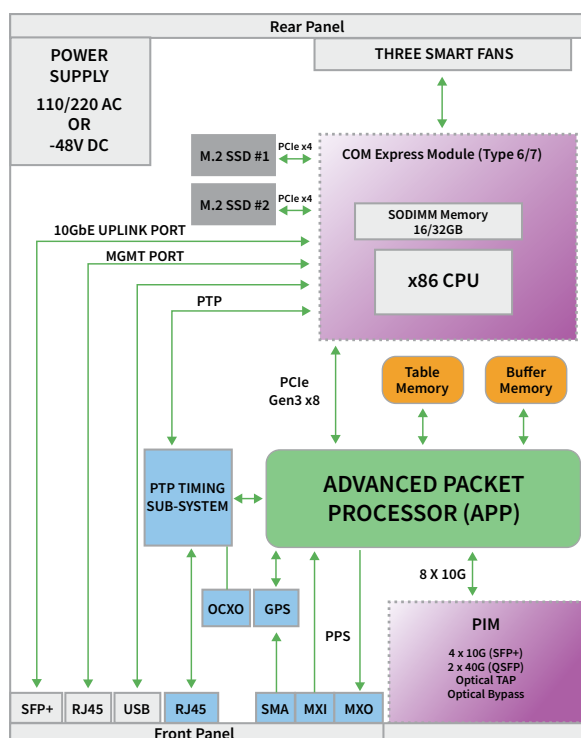 Rear Panel
POWER
SUPPLY
110/220 AC
OR
-48V DC
THREE SMART FANS
M.2 SSD #1
PCIe x4
M.2 SSD #2
PCIe x4
COM Express Module (Type 6/7)
SODIMM Memory
16/32GB
x86 CPU
10GbE UPLINK PORT
MGMT PORT
PTP
PCIe
Gen3 x8
Table
Memory
Buffer
Memory
PTP TIMING
SUB-SYSTEM
ADVANCED PACKET
PROCESSOR (APP)
OCXO
GPS
PPS
8 X 10G
PIM
4 x 10G (SFP+)
2 x 40G (QSFP)
Optical TAP
Optical Bypass
SFP+
RJ45
USB
RJ45
SMA
MXI
MXO
Front Panel